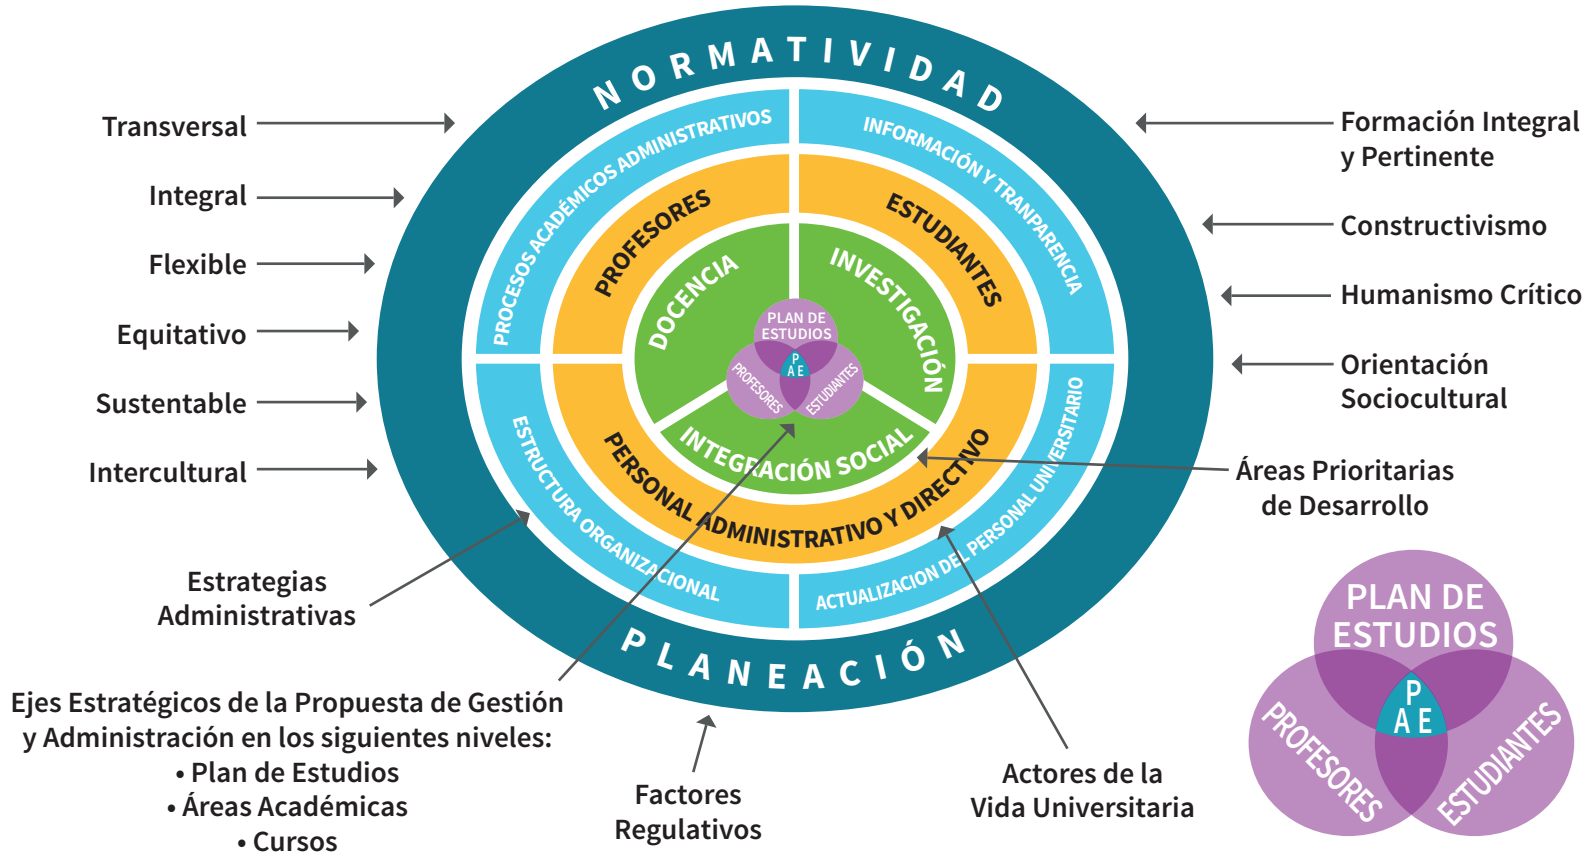 NORMATIVIDAD
PROCESOS ACADÉMICOS ADMINISTRATIVOS
INFORMACIÓN Y TRANPARENCIA
PROFESORES
ESTUDIANTES
DOCENCIA
INVESTIGACIÓN
PLAN DE
ESTUDIOS
P
A E
PROFESORES
ESTUDIANTES
INTEGRACIÓN SOCIAL
PERSONAL ADMINISTRATIVO Y DIRECTIVO
ESTRUCTURA ORGANIZACIONAL
ACTUALIZACION DEL PERSONAL UNIVERSITARIO
PLANEACIÓN
Transversal
Integral
Flexible
Equitativo
Sustentable
Intercultural
Formación Integral
y Pertinente
Constructivismo
Humanismo Crítico
Orientación
Sociocultural
Áreas Prioritarias
de Desarrollo
Estrategias
Administrativas
Ejes Estratégicos de la Propuesta de Gestión
y Administración en los siguientes niveles:
• Plan de Estudios
• Áreas Académicas
• Cursos
Factores
Regulativos
Actores de la
Vida Universitaria
PLAN DE
ESTUDIOS
P
A E
PROFESORES
ESTUDIANTES